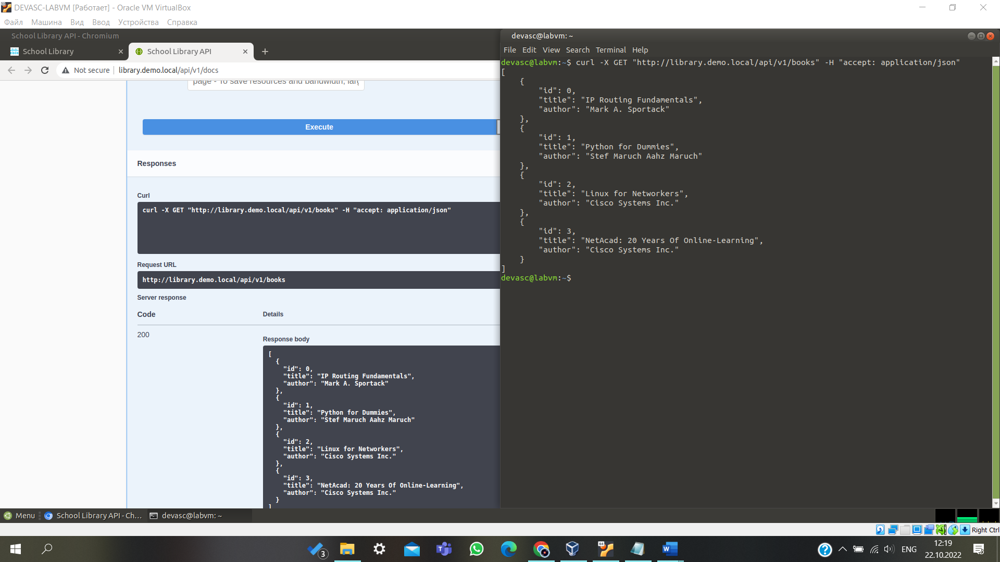 DEVASC-LABVM [Работает] - Oracle VM VirtualBox
Файл Машина Вид Ввод Устройства Справка
School Library API - Chromium
School Library
School Library API
Not secure library.demo.local/api/v1/docs
page - To save resources and bandwidth,
Execute
Responses
Curl
curl -X GET "http://library.demo.local/api/v1/books" -H "accept: application/json"
Request URL
http://library.demo.local/api/v1/books
Server response
Code Details
200
Response body
[
{
"id": 0,
"title": "IP Routing Fundamentals",
"author": "Mark A. Sportack"
},
{
"id": 1,
"title": "Python for Dummies",
"author": "Stef Maruch Aahz Maruch"
},
{
"id": 2,
"title": "Linux for Networkers",
"author": "Cisco Systems Inc."
},
{
"id": 3,
"title": "NetAcad: 20 Years Of Online-Learning",
"author": "Cisco Systems Inc."
}
]
devasc@labvm: ~
File Edit View Search Terminal Help
devasc@labvm:~$ curl -X GET "http://library.demo.local/api/v1/books" -H "accept: application/json"
[
{
"id": 0,
"title": "IP Routing Fundamentals",
"author": "Mark A. Sportack"
},
{
"id": 1,
"title": "Python for Dummies",
"author": "Stef Maruch Aahz Maruch"
},
{
"id": 2,
"title": "Linux for Networkers",
"author": "Cisco Systems Inc."
},
{
"id": 3,
"title": "NetAcad: 20 Years Of Online-Learning",
"author": "Cisco Systems Inc."
}
]
devasc@labvm:~$
Menu School Library API - Ch... devasc@labvm: ~
Right Ctrl
3
64
ENG
12:19
22.10.2022